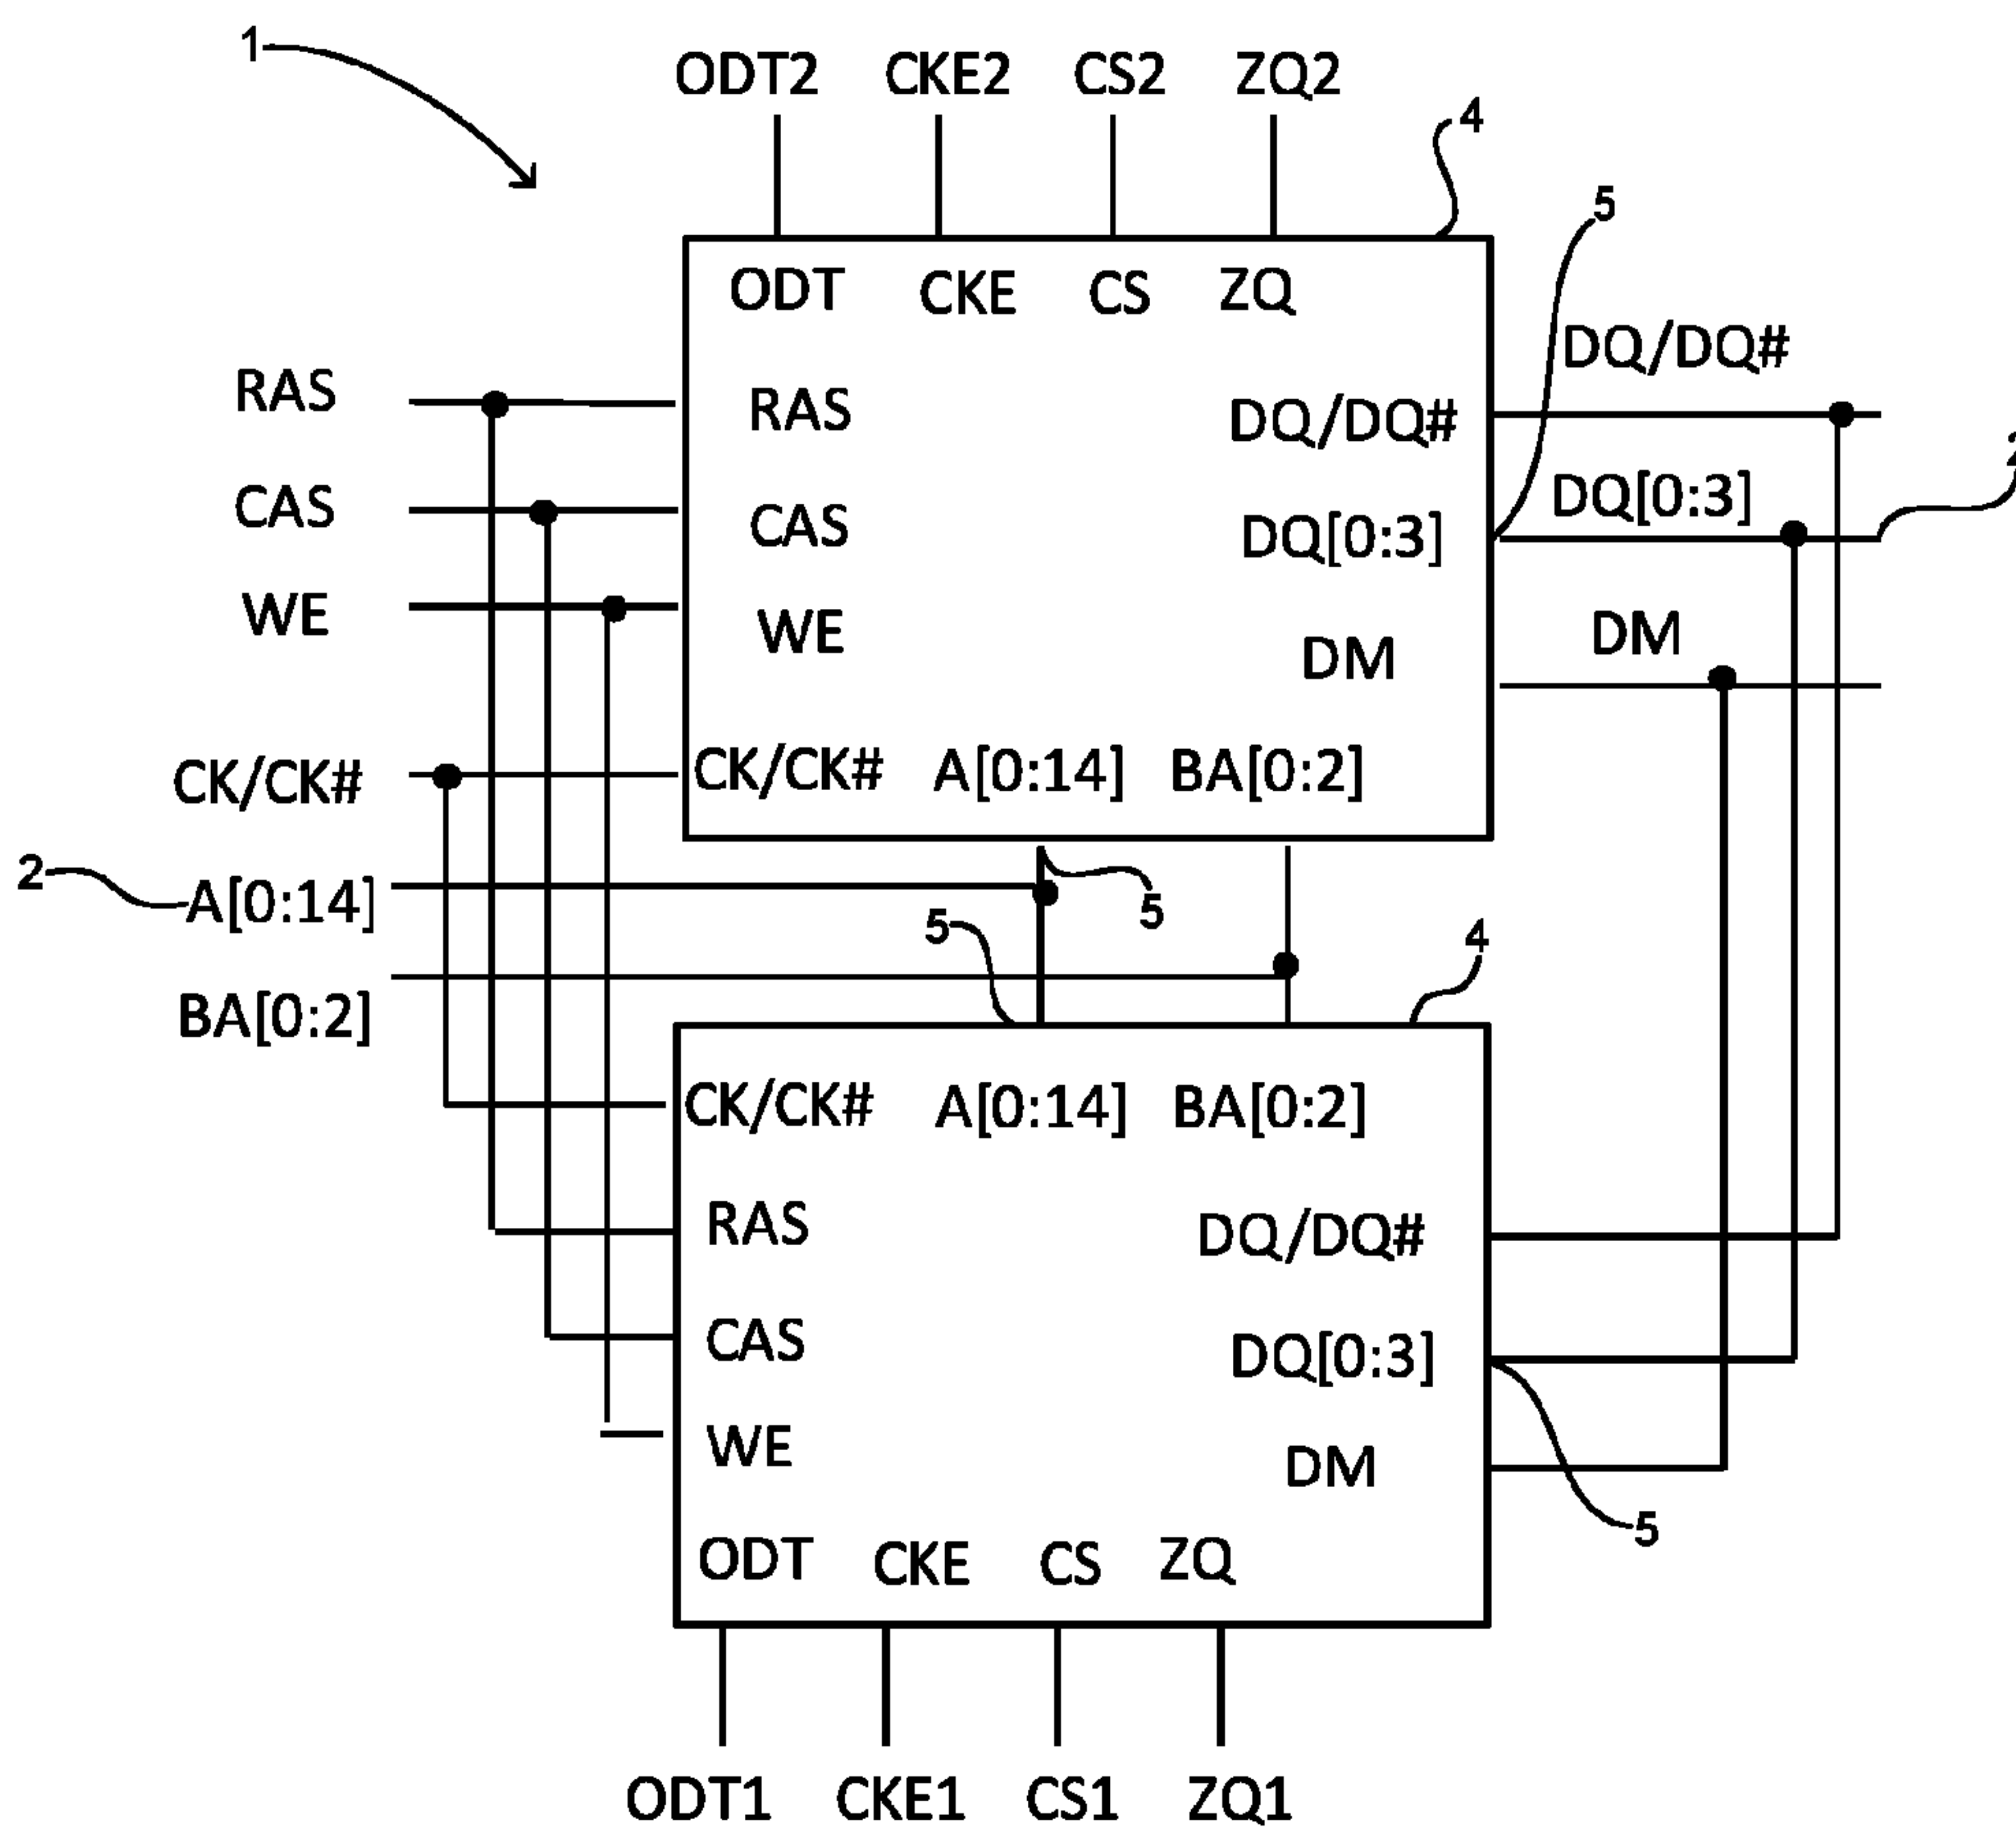 1
ODT2 CKE2 CS2 ZQ2
4
5
ODT CKE CS ZQ
DQ/DQ#
RAS RAS DQ/DQ#
2
DQ[0:3]
CAS CAS DQ[0:3]
WE WE DM DM
CK/CK# CK/CK# A[0:14] BA[0:2]
2 A[0:14] 5
5 4
BA[0:2]
CK/CK# A[0:14] BA[0:2]
RAS DQ/DQ#
CAS DQ[0:3]
WE DM
5
ODT CKE CS ZQ
ODT1 CKE1 CS1 ZQ1